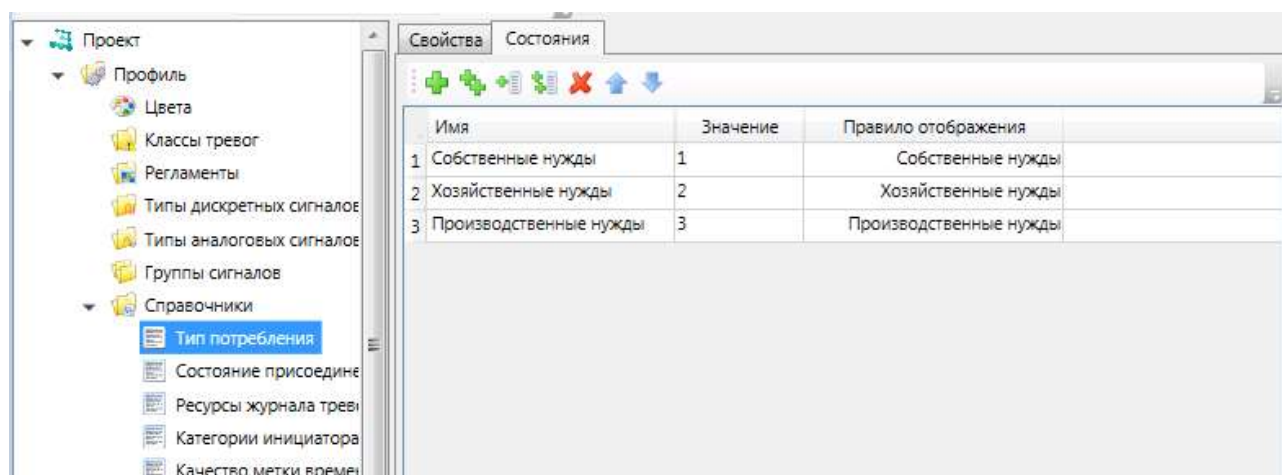 Проект
Профиль
Цвета
Классы тревог
Регламенты
Типы дискретных сигналов
Типы аналоговых сигналов
Группы сигналов
Справочники
Тип потребления
Состояние присоедине
Ресурсы журнала трев
Категории инициатора
Качество метки време
Свойства Состояния
Имя Значение Правило отображения
1 Собственные нужды 1 Собственные нужды
2 Хозяйственные нужды 2 Хозяйственные нужды
3 Производственные нужды 3 Производственные нужды